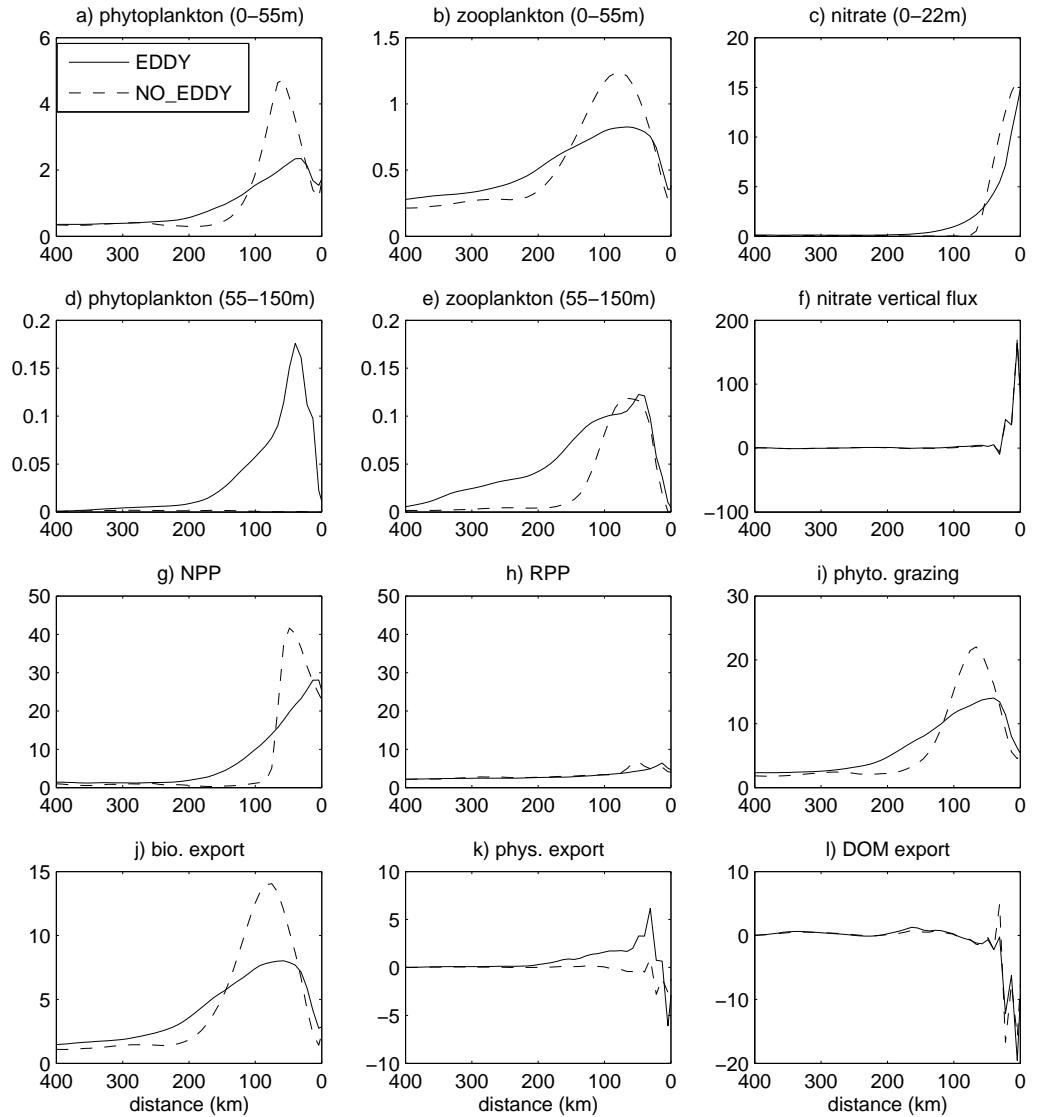 a) phytoplankton (0−55m)
6
4
2
0
400 300 200 100 0
EDDY
NO_EDDY
b) zooplankton (0−55m)
1.5
1
0.5
0
400 300 200 100 0
c) nitrate (0−22m)
20
15
10
5
0
400 300 200 100 0
d) phytoplankton (55−150m)
0.2
0.15
0.1
0.05
0
400 300 200 100 0
e) zooplankton (55−150m)
0.2
0.15
0.1
0.05
0
400 300 200 100 0
f) nitrate vertical flux
200
100
0
−100
400 300 200 100 0
g) NPP
50
40
30
20
10
0
400 300 200 100 0
h) RPP
50
40
30
20
10
0
400 300 200 100 0
i) phyto. grazing
30
20
10
0
400 300 200 100 0
j) bio. export
15
10
5
0
400 300 200 100 0
distance (km)
k) phys. export
10
5
0
−5
−10
400 300 200 100 0
distance (km)
l) DOM export
10
0
−10
−20
400 300 200 100 0
distance (km)